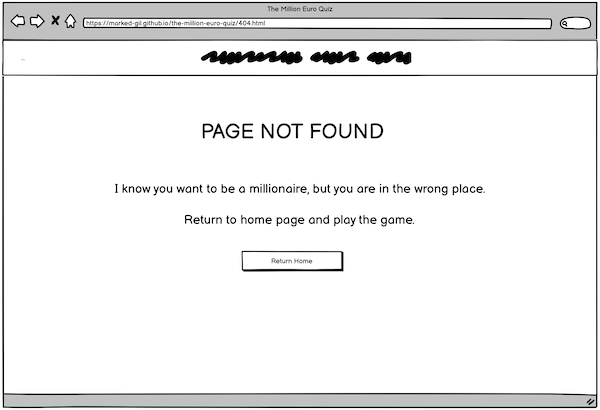 The Million Euro Quiz
https://marked-gil.github.io/the-million-euro-quiz/404.html
PAGE NOT FOUND
I know you want to be a millionaire, but you are in the wrong place.
Return to home page and play the game.
Return Home